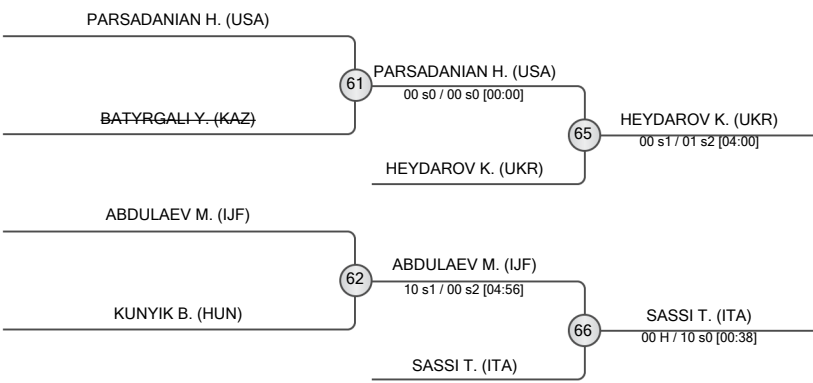 PARSADANIAN H. (USA)
61
PARSADANIAN H. (USA)
00 s0 / 00 s0 [00:00]
BATYRGALI Y. (KAZ)
65
HEYDAROV K. (UKR)
00 s1 / 01 s2 [04:00]
HEYDAROV K. (UKR)
ABDULAEV M. (IJF)
62
ABDULAEV M. (IJF)
10 s1 / 00 s2 [04:56]
KUNYIK B. (HUN)
66
SASSI T. (ITA)
00 H / 10 s0 [00:38]
SASSI T. (ITA)